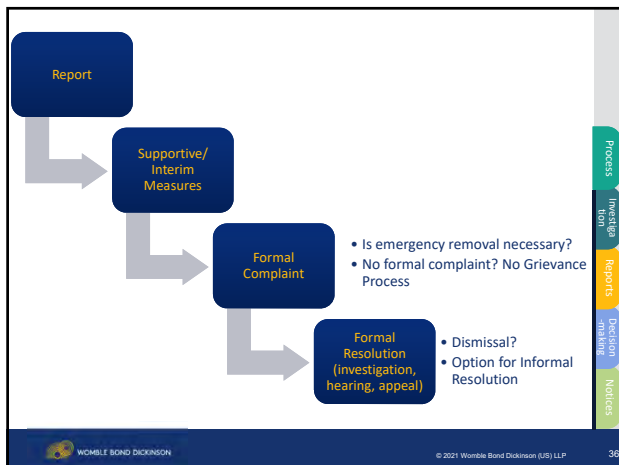 Report
Supportive/
Interim
Measures
Formal
Complaint
• Is emergency removal necessary?
• No formal complaint? No Grievance
Process
Formal
Resolution
(investigation,
hearing, appeal)
• Dismissal?
• Option for Informal
Resolution
Process
Investiga
tion
Reports
Decision
-making
Notices
WOMBLE BOND DICKINSON
© 2021 Womble Bond Dickinson (US) LLP
36